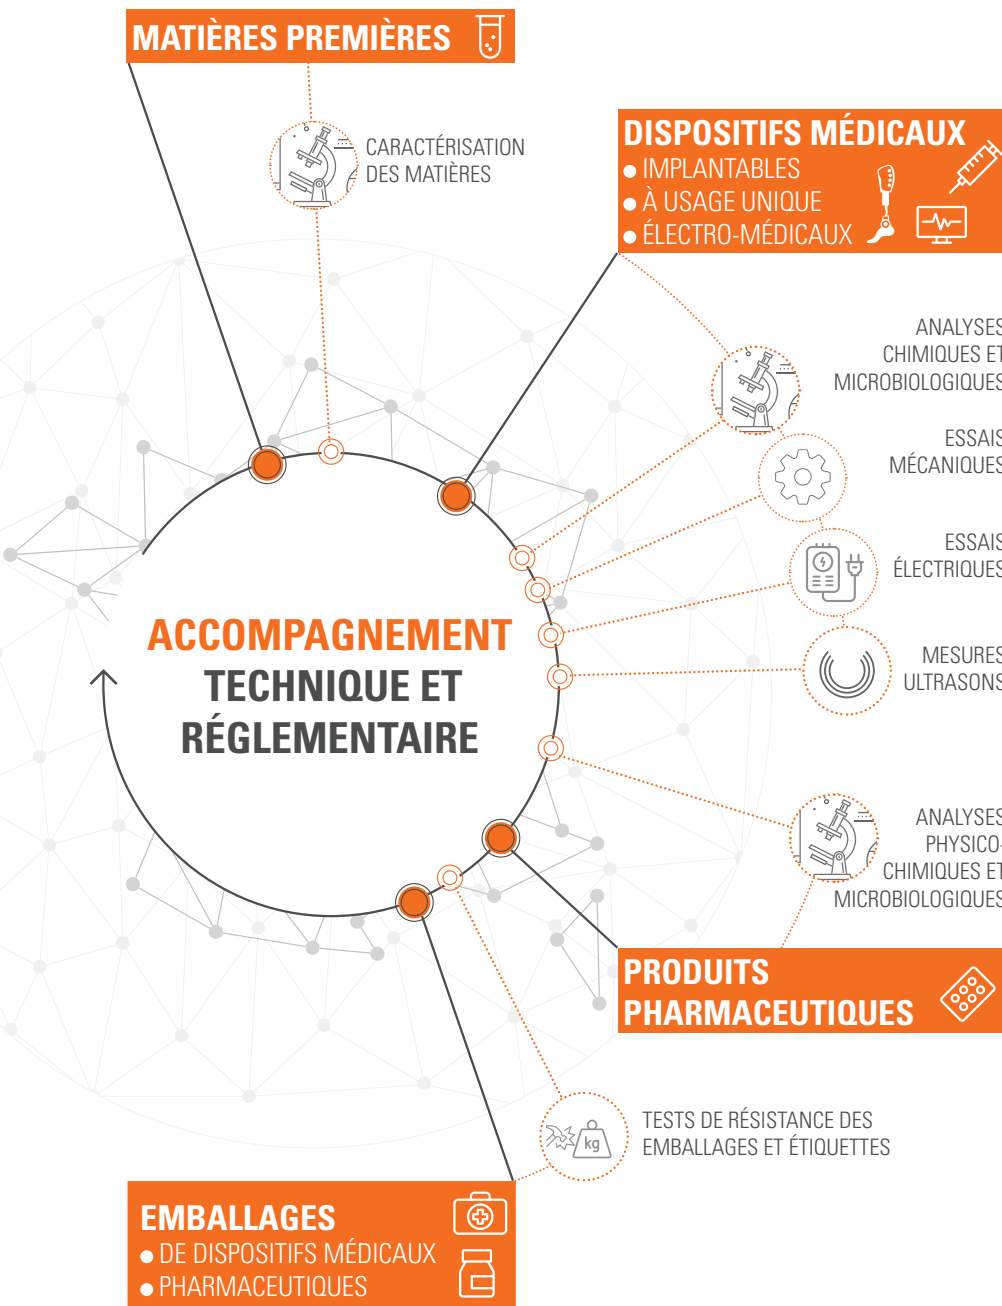 MATIÈRES PREMIÈRES
CARACTÉRISATION
DES MATIÈRES
DISPOSITIFS MÉDICAUX
● IMPLANTABLES
● À USAGE UNIQUE
● ÉLECTRO-MÉDICAUX
ANALYSES
CHIMIQUES ET
MICROBIOLOGIQUES
ESSAIS
MÉCANIQUES
ESSAIS
ÉLECTRIQUES
MESURES
ULTRASONS
ACCOMPAGNEMENT
TECHNIQUE ET
RÉGLEMENTAIRE
ANALYSES
PHYSICO-
CHIMIQUES ET
MICROBIOLOGIQUES
PRODUITS
PHARMACEUTIQUES
kg
TESTS DE RÉSISTANCE DES
EMBALLAGES ET ÉTIQUETTES
EMBALLAGES
● DE DISPOSITIFS MÉDICAUX
● PHARMACEUTIQUES